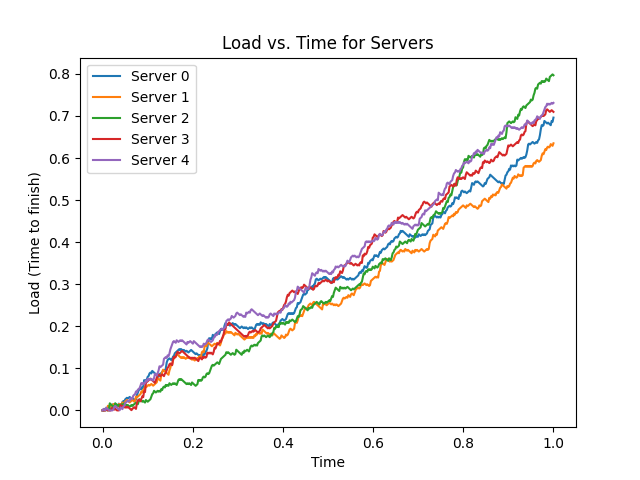 Load vs. Time for Servers
Server 0
Server 1
Server 2
Server 3
Server 4
Load (Time to finish)
0.8
0.7
0.6
0.5
0.4
0.3
0.2
0.1
0.0
0.0 0.2 0.4 0.6 0.8 1.0
Time